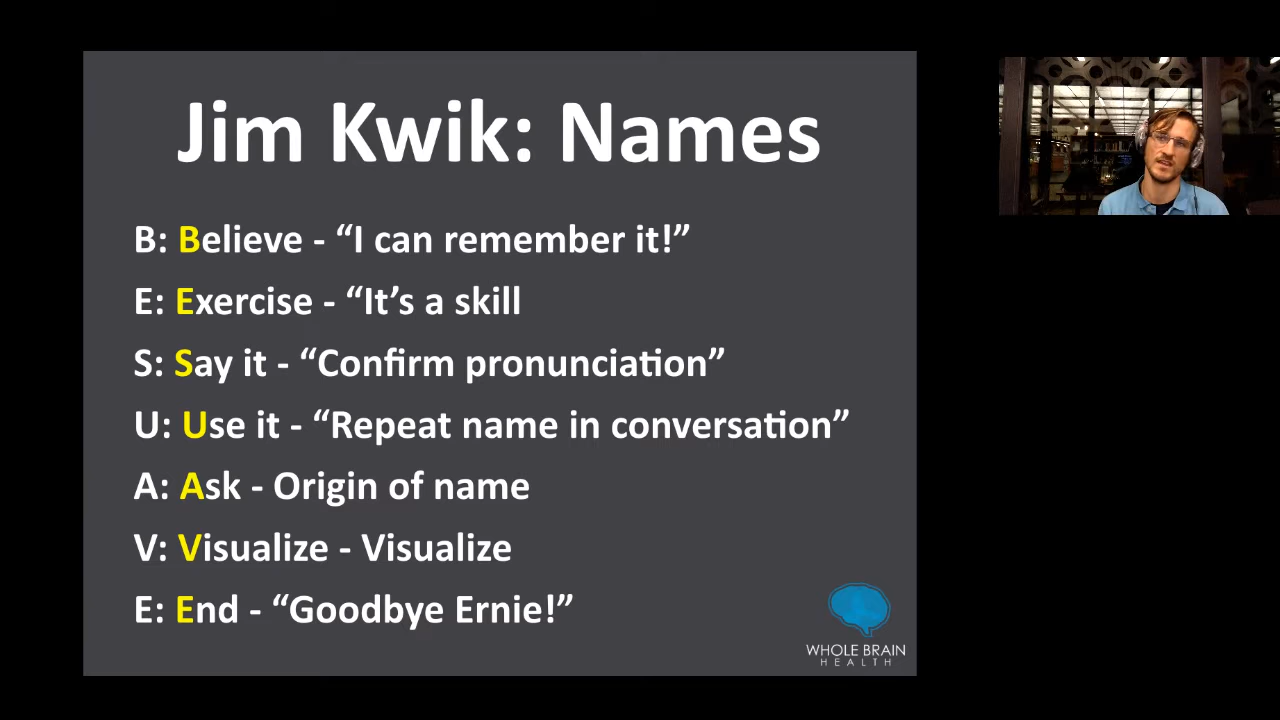 Jim Kwik: Names
B: Believe - “I can remember it!”
E: Exercise - “It’s a skill
S: Say it - “Confirm pronunciation”
U: Use it - “Repeat name in conversation”
A: Ask - Origin of name
V: Visualize - Visualize
E: End - “Goodbye Ernie!”
WHOLE BRAIN
HEALTH